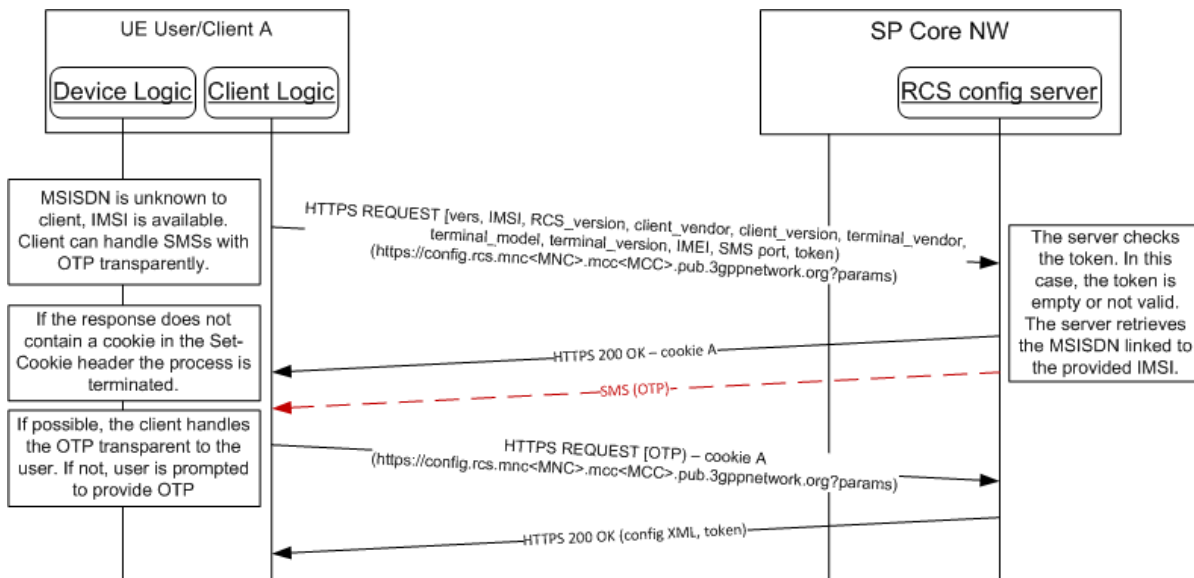 UE User/Client A
SP Core NW
Device Logic
Client Logic
RCS config server
MSISDN is unknown to
client, IMSI is available.
Client can handle SMSs with
OTP transparently.
HTTPS REQUEST [vers, IMSI, RCS_version, client_vendor, client_version, terminal_vendor,
terminal_model, terminal_version, IMEI, SMS port, token)
(https://config.rcs.mnc<MNC>.mcc<MCC>.pub.3gppnetwork.org?params)
The server checks
the token. In this
case, the token is
empty or not valid.
The server retrieves
the MSISDN linked to
the provided IMSI.
If the response does not
contain a cookie in the Set-
Cookie header the process is
terminated.
HTTPS 200 OK – cookie A
SMS (OTP)
If possible, the client handles
the OTP transparent to the
user. If not, user is prompted
to provide OTP
HTTPS REQUEST [OTP) – cookie A
(https://config.rcs.mnc<MNC>.mcc<MCC>.pub.3gppnetwork.org?params)
HTTPS 200 OK (config XML, token)